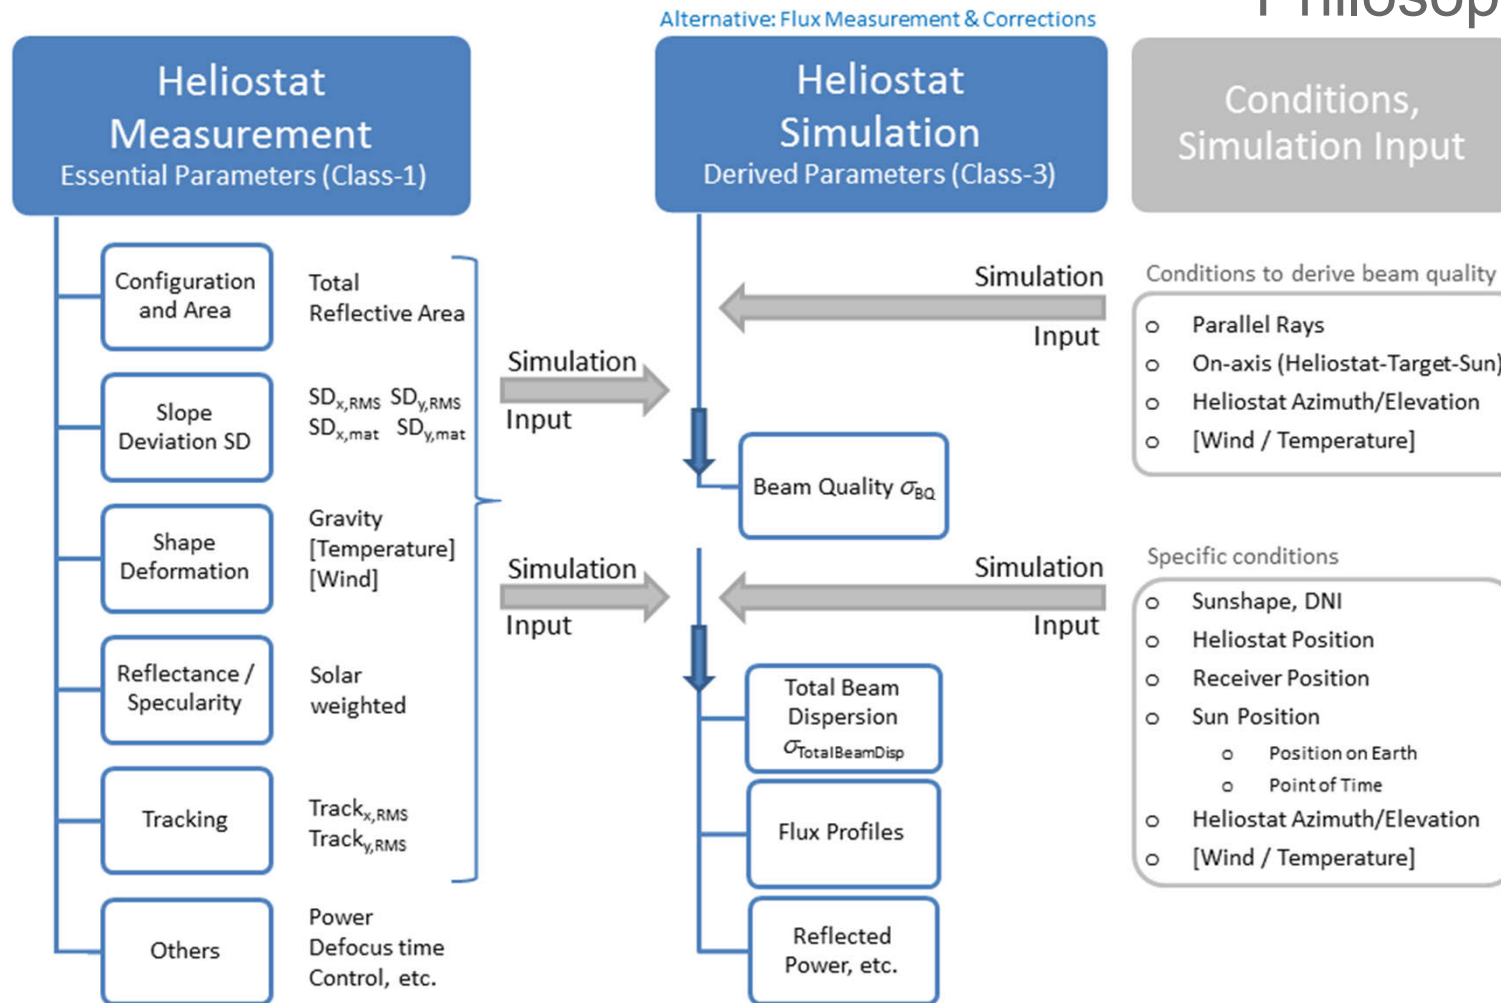 Alternative: Flux Measurement & Corrections
Heliostat
Measurement
Essential Parameters (Class-1)
Configuration
and Area
Total
Reflective Area
Slope
Deviation SD
SDx,RMS SDy,RMS
SDx,mat SDy,mat
Shape
Deformation
Gravity
[Temperature]
[Wind]
Reflectance /
Specularity
Solar
weighted
Tracking
Trackx,RMS
Tracky,RMS
Others
Power
Defocus time
Control, etc.
Simulation
Input
Simulation
Input
Heliostat
Simulation
Derived Parameters (Class-3)
Beam Quality σBQ
Total Beam
Dispersion
σTotalBeamDisp
Flux Profiles
Reflected
Power, etc.
Simulation
Input
Simulation
Input
Conditions,
Simulation Input
Conditions to derive beam quality
o Parallel Rays
o On-axis (Heliostat-Target-Sun)
o Heliostat Azimuth/Elevation
o [Wind / Temperature]
Specific conditions
o Sunshape, DNI
o Heliostat Position
o Receiver Position
o Sun Position
o Position on Earth
o Point of Time
o Heliostat Azimuth/Elevation
o [Wind / Temperature]